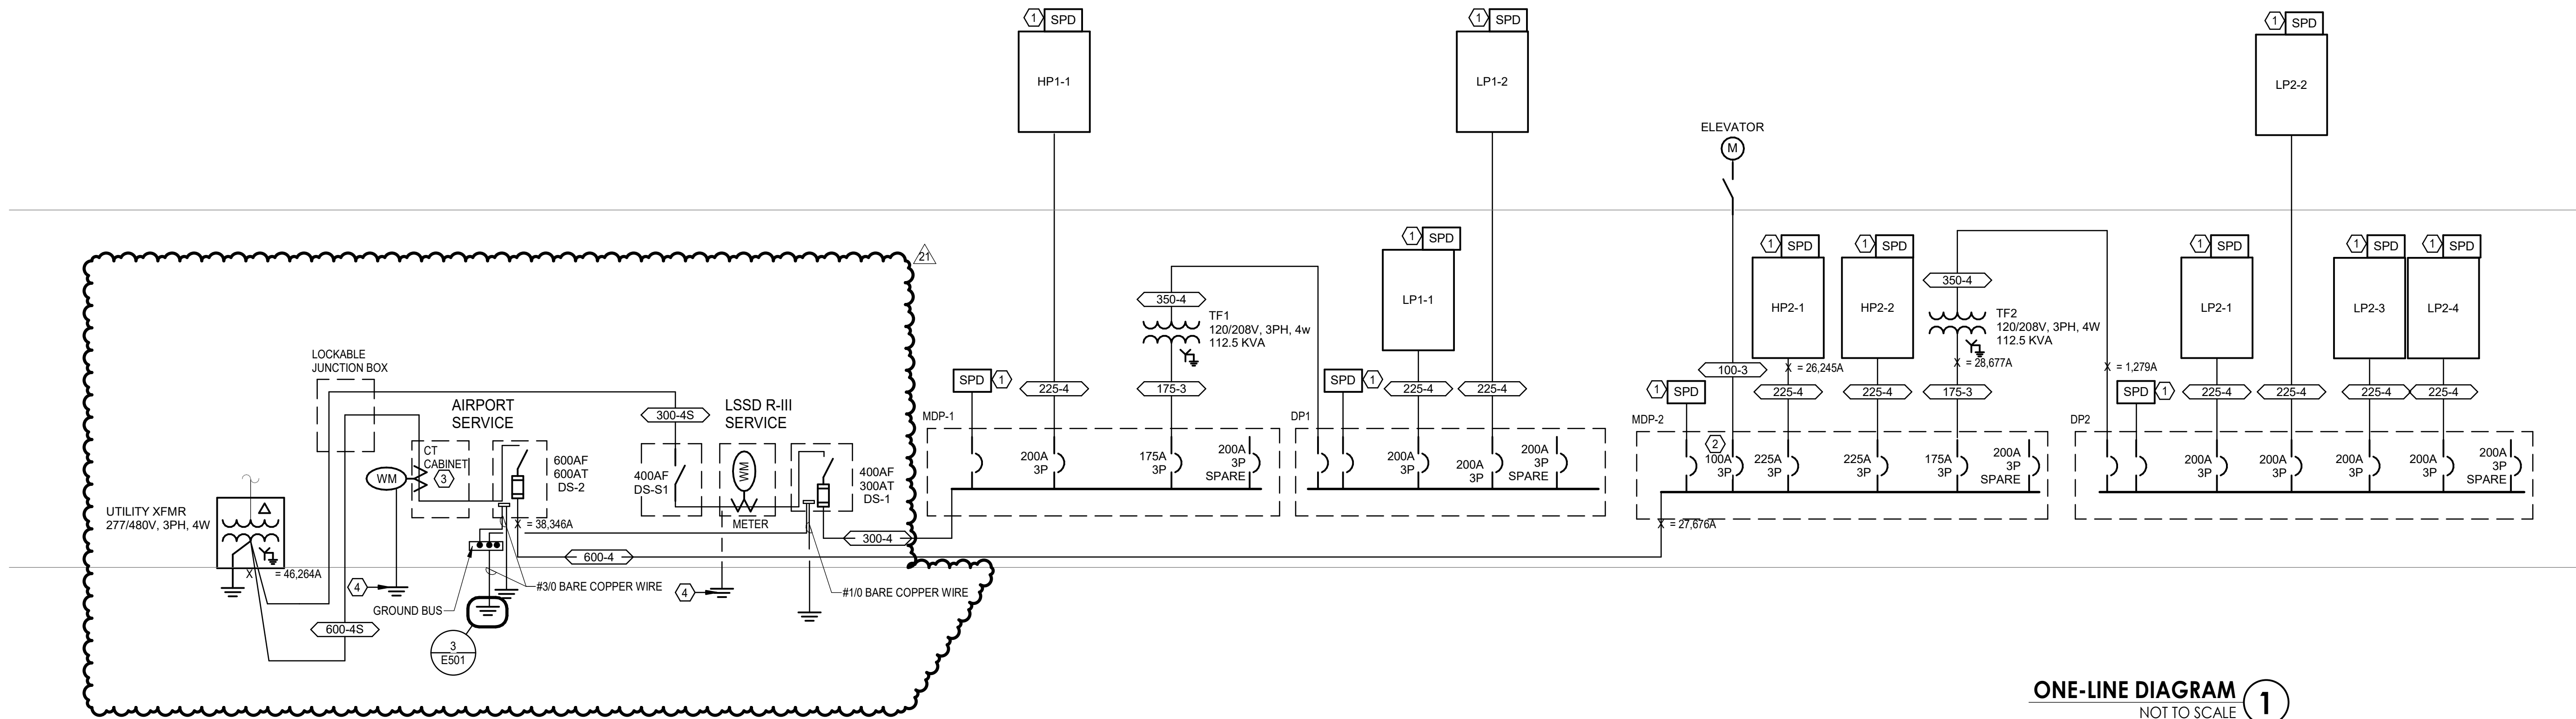 1 SPD
HP1-1
1 SPD
LP1-2
1 SPD
LP2-2
ELEVATOR
M
21
1 SPD
LP1-1
1 SPD
HP2-1
1 SPD
HP2-2
1 SPD
LP2-1
1 SPD
LP2-3
1 SPD
LP2-4
350-4
TF1
120/208V, 3PH, 4w
112.5 KVA
350-4
TF2
120/208V, 3PH, 4W
112.5 KVA
LOCKABLE
JUNCTION BOX
AIRPORT
SERVICE
LSSD R-III
SERVICE
300-4S
SPD 1
225-4
175-3
SPD 1
225-4
225-4
1 SPD
100-3
X = 26,245A
225-4
225-4
X = 28,677A
175-3
X = 1,279A
SPD 1
225-4
225-4
225-4
225-4
CT
CABINET
3
WM
600AF
600AT
DS-2
400AF
DS-S1
WM
METER
400AF
300AT
DS-1
MDP-1
200A
3P
175A
3P
200A
3P
SPARE
DP1
200A
3P
200A
3P
200A
3P
SPARE
MDP-2
2
100A
3P
225A
3P
225A
3P
175A
3P
200A
3P
SPARE
DP2
200A
3P
200A
3P
200A
3P
200A
3P
200A
3P
SPARE
UTILITY XFMR
277/480V, 3PH, 4W
X = 46,264A
X = 38,346A
X = 27,676A
300-4
600-4
4
GROUND BUS
#3/0 BARE COPPER WIRE
4
#1/0 BARE COPPER WIRE
600-4S
3
E501
ONE-LINE DIAGRAM 1
NOT TO SCALE